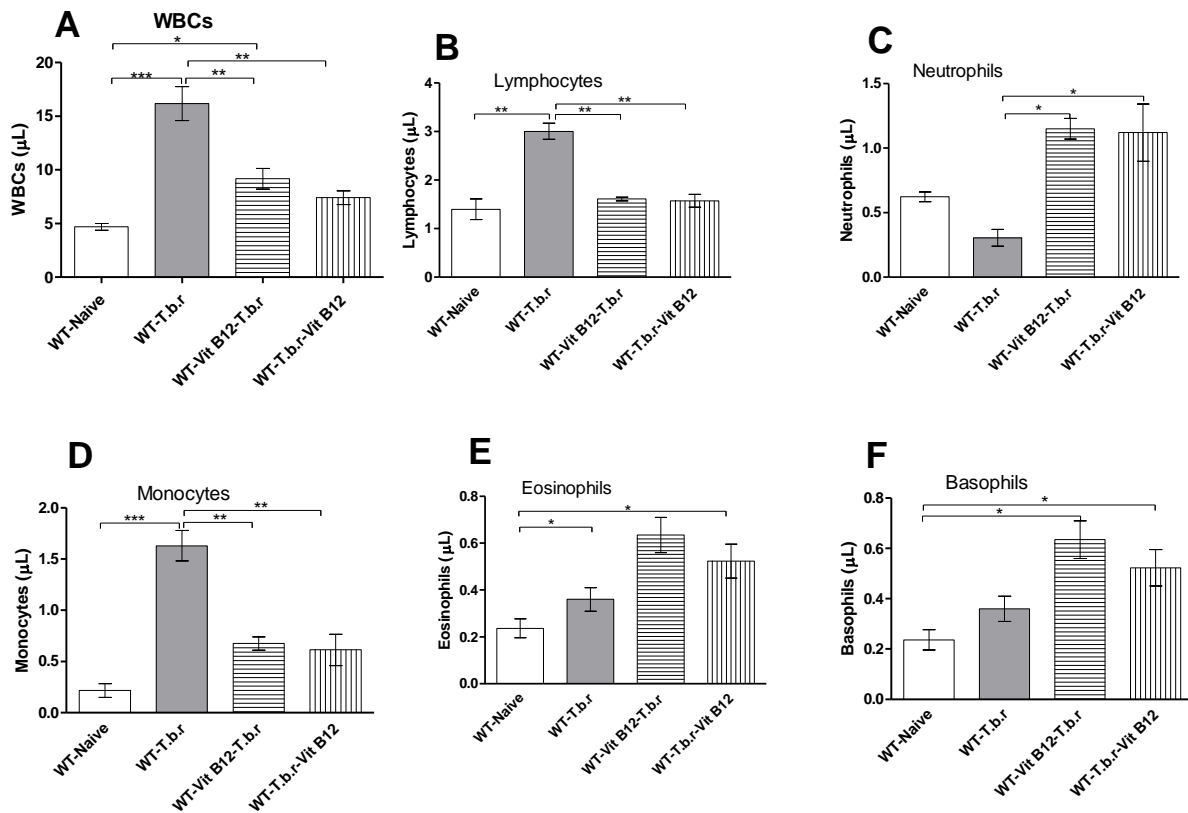 A
WBCs
*
**
***
**
WBCs (μL)
20
15
10
5
0
WT-Naive
WT-T.b.r
WT-Vit B12-T.b.r
WT-T.b.r-Vit B12
B
Lymphocytes
**
**
**
Lymphocytes (μL)
4
3
2
1
0
WT-Naive
WT-T.b.r
WT-Vit B12-T.b.r
WT-T.b.r-Vit B12
C
Neutrophils
*
*
Neutrophils (μL)
1.5
1.0
0.5
0.0
WT-Naive
WT-T.b.r
WT-Vit B12-T.b.r
WT-T.b.r-Vit B12
D
Monocytes
**
***
**
Monocytes (μL)
2.0
1.5
1.0
0.5
0.0
WT-Naive
WT-T.b.r
WT-Vit B12-T.b.r
WT-T.b.r-Vit B12
E
Eosinophils
*
*
Eosinophils (μL)
0.8
0.6
0.4
0.2
0.0
WT-Naive
WT-T.b.r
WT-Vit B12-T.b.r
WT-T.b.r-Vit B12
F
Basophils
*
*
Basophils (μL)
0.8
0.6
0.4
0.2
0.0
WT-Naive
WT-T.b.r
WT-Vit B12-T.b.r
WT-T.b.r-Vit B12